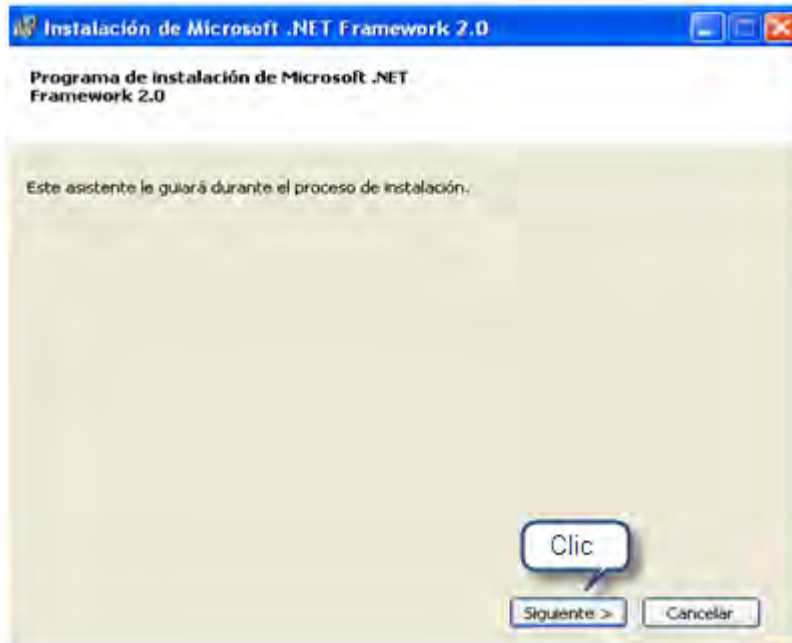 Instalación de Microsoft .NET Framework 2.0
Programa de instalación de Microsoft .NET
Framework 2.0
Este asistente le guiará durante el proceso de instalación.
Clic
Siguiente >
Cancelar